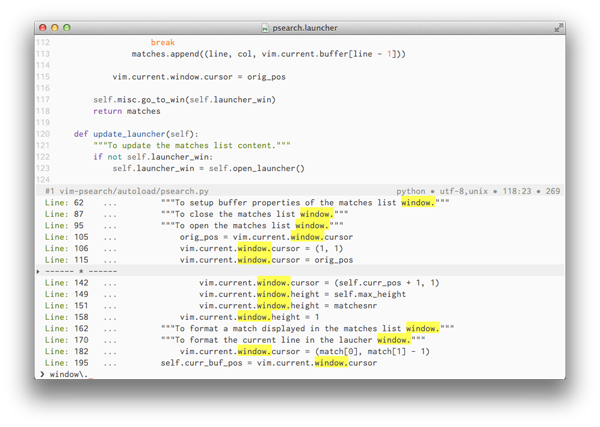 psearch.launcher
112 break
113 matches.append((line, col, vim.current.buffer[line - 1]))
114
115 vim.current.window.cursor = orig_pos
116
117 self.misc.go_to_win(self.launcher_win)
118 return matches
119
120 def update_launcher(self):
121 """To update the matches list content."""
122 if not self.launcher_win:
123 self.launcher_win = self.open_launcher()
124
#1 vim-psearch/autoload/psearch.py python • utf-8,unix • 118:23 • 269
Line: 62 ... """To setup buffer properties of the matches list window."""
Line: 87 ... """To close the matches list window."""
Line: 95 ... """To open the matches list window."""
Line: 105 ... orig_pos = vim.current.window.cursor
Line: 106 ... vim.current.window.cursor = (1, 1)
Line: 115 ... vim.current.window.cursor = orig_pos
------ * ------
Line: 142 ... vim.current.window.cursor = (self.curr_pos + 1, 1)
Line: 149 ... vim.current.window.height = self.max_height
Line: 151 ... vim.current.window.height = matchesnr
Line: 158 vim.current.window.height = 1
Line: 162 ... """To format a match displayed in the matches list window."""
Line: 170 ... """To format the current line in the laucher window."""
Line: 182 ... vim.current.window.cursor = (match[0], match[1] - 1)
Line: 195 ... self.curr_buf_pos = vim.current.window.cursor
❯ window\._